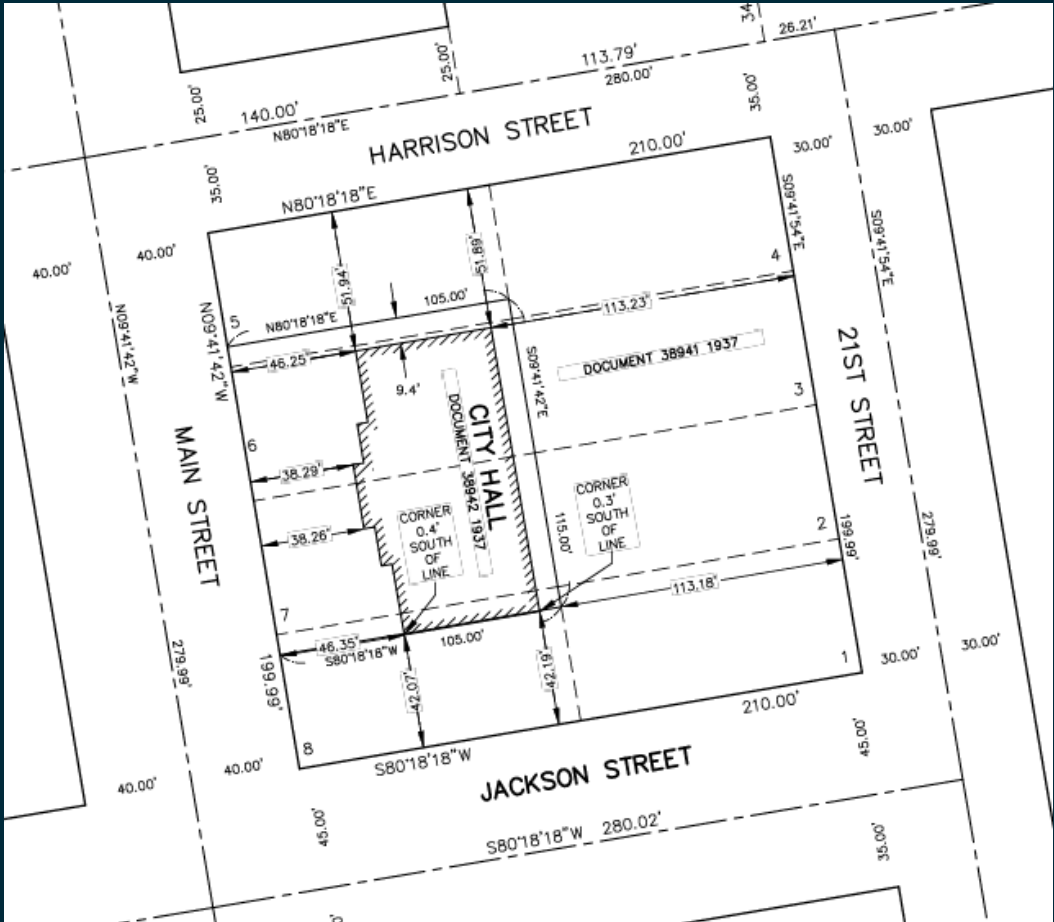 34
26.21'
25.00'
25.00'
113.79'
280.00'
140.00'
N80°18'18"E
HARRISON STREET
35.00'
30.00'
30.00'
210.00'
35.00'
N80°18'18"E
40.00'
40.00'
51.94'
51.89'
S09°41'54"E
S09°41'54"E
4
5
N80°18'18"E
105.00'
113.23'
N09°41'42"W
N09°41'42"W
46.25'
9.4'
S09°41'42"E
DOCUMENT 38941 1937
21ST STREET
3
CITY HALL
DOCUMENT 38942 1937
MAIN STREET
6
38.29'
38.26'
CORNER
0.4'
SOUTH
OF
LINE
CORNER
0.3'
SOUTH
OF
LINE
115.00'
2
199.99'
279.99'
113.18'
7
46.35'
S80°18'18"W
105.00'
199.99'
279.99'
42.07'
42.19'
1
30.00'
30.00'
8
210.00'
S80°18'18"W
40.00'
40.00'
JACKSON STREET
45.00'
45.00'
S80°18'18"W 280.02'
35.00'